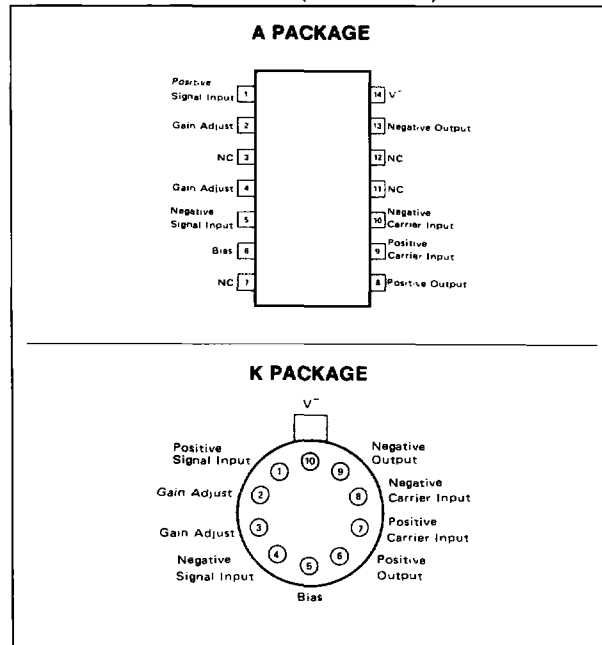 A PACKAGE
Positive
Signal Input 1
Gain Adjust 2
NC 3
Gain Adjust 4
Negative
Signal Input 5
Bias 6
NC 7
14 V-
13 Negative Output
12 NC
11 NC
10 Negative
Carrier Input
9 Positive
Carrier Input
8 Positive Output
K PACKAGE
V-
Positive
Signal Input
Gain Adjust
Gain Adjust
Negative
Signal Input
Bias
Negative
Output
Negative
Carrier Input
Positive
Carrier Input
Positive
Output
1
2
3
4
5
6
7
8
9
10